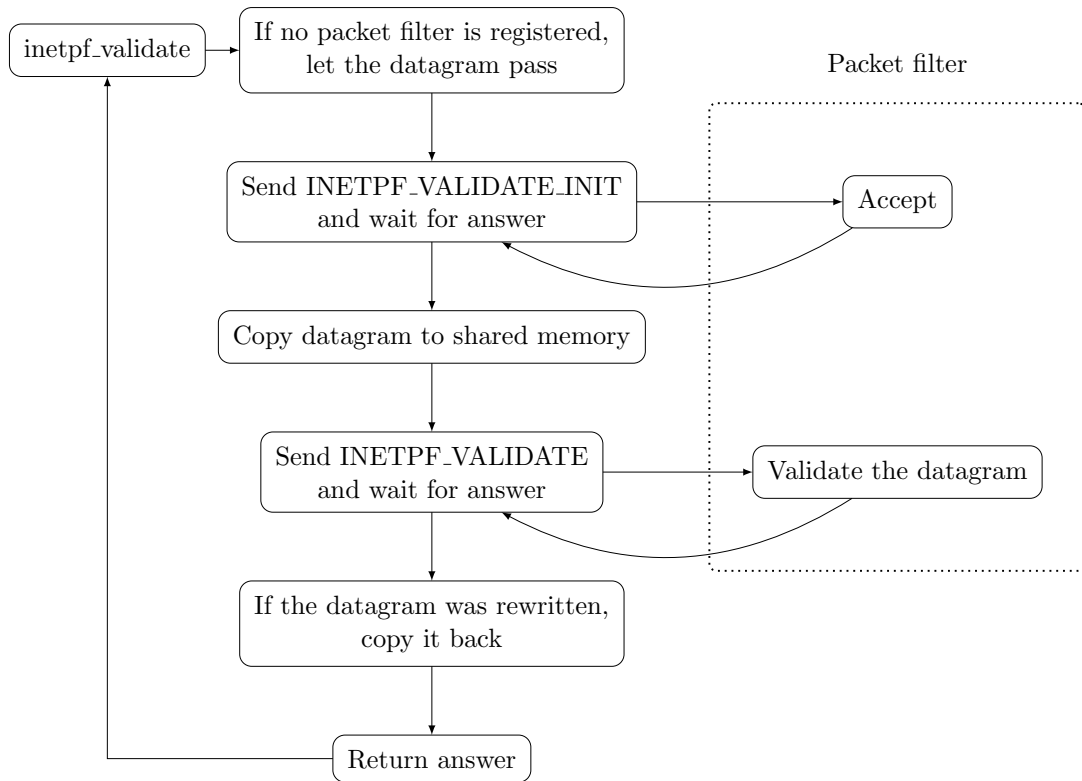 inetpf_validate
If no packet filter is registered,
let the datagram pass
Packet filter
Send INETPF_VALIDATE_INIT
and wait for answer
Accept
Copy datagram to shared memory
Send INETPF_VALIDATE
and wait for answer
Validate the datagram
If the datagram was rewritten,
copy it back
Return answer